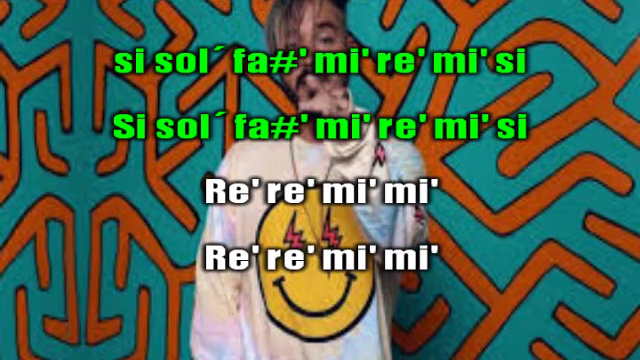 si sol´ fa#' mi' re' mi' si
Si sol´ fa#' mi' re' mi' si
Re' re' mi' mi'
Re' re' mi' mi'